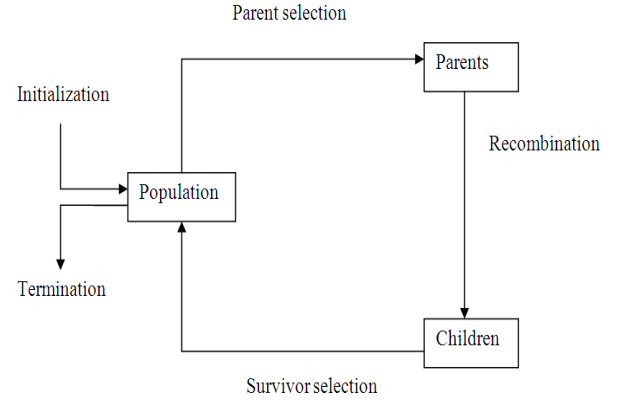 Parent selection
Parents
Initialization
Recombination
Population
Termination
Children
Survivor selection